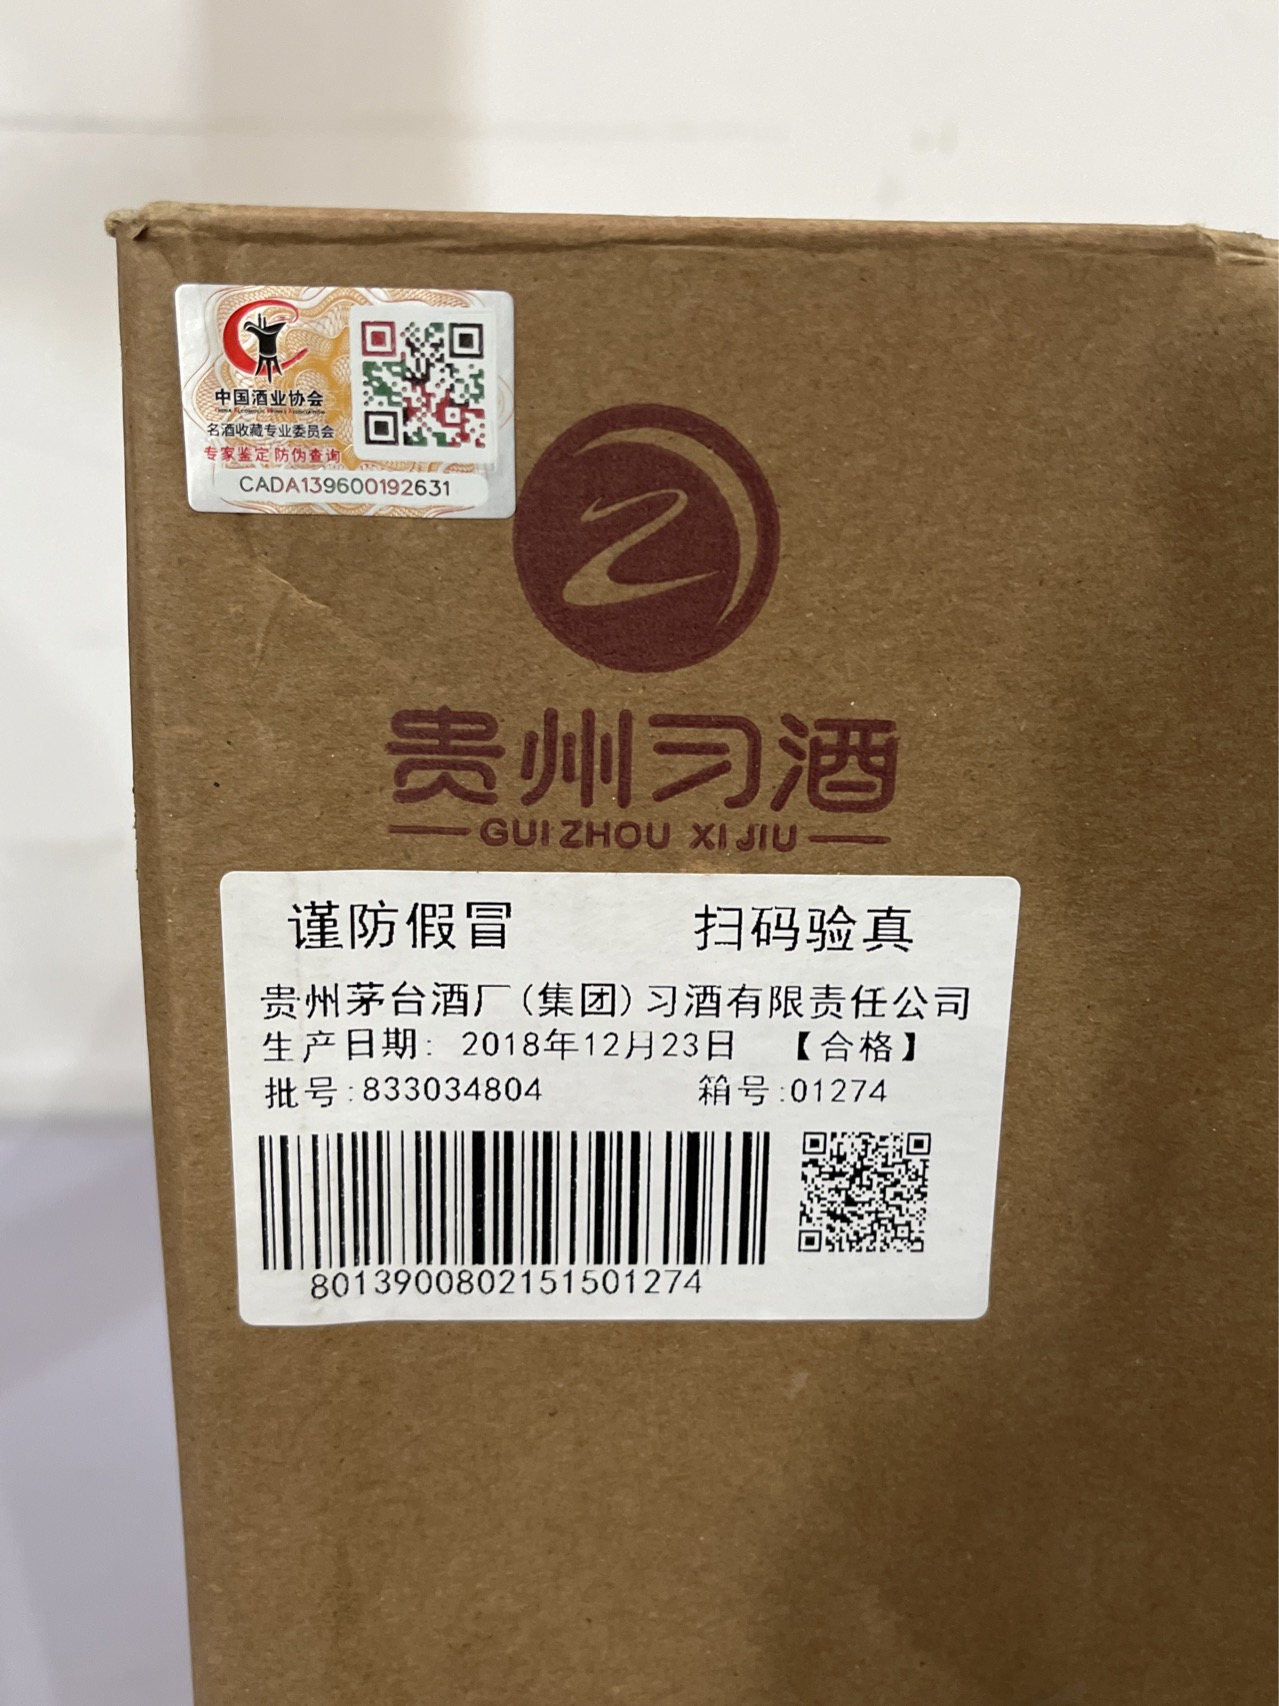 中国酒业协会
名酒收藏专业委员会
专家鉴定 防伪查询
CADA139600192631
贵州习酒
GUIZHOU XIJIU
谨防假冒 扫码验真
贵州茅台酒厂(集团)习酒有限责任公司
生产日期: 2018年12月23日 【合格】
批号:833034804 箱号:01274
8013900802151501274